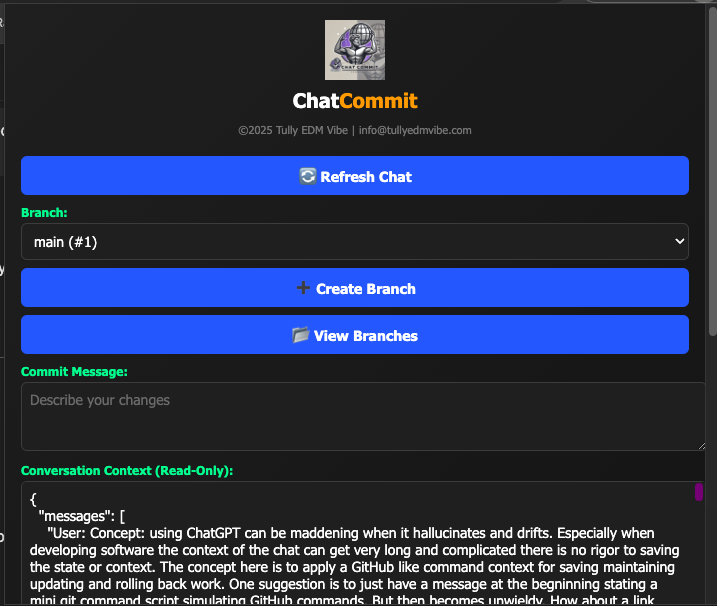 CHAT COMMIT
ChatCommit
©2025 Tully EDM Vibe | info@tullyedmvibe.com
Refresh Chat
Branch:
main (#1)
Create Branch
View Branches
Commit Message:
Describe your changes
Conversation Context (Read-Only):
{
"messages": [
"User: Concept: using ChatGPT can be maddening when it hallucinates and drifts. Especially when
developing software the context of the chat can get very long and complicated there is no rigor to saving
the state or context. The concept here is to apply a GitHub like command context for saving maintaining
updating and rolling back work. One suggestion is to just have a message at the begninning stating a
mini git command script simulating GitHub commands. But then becomes unwieldy. How about a link